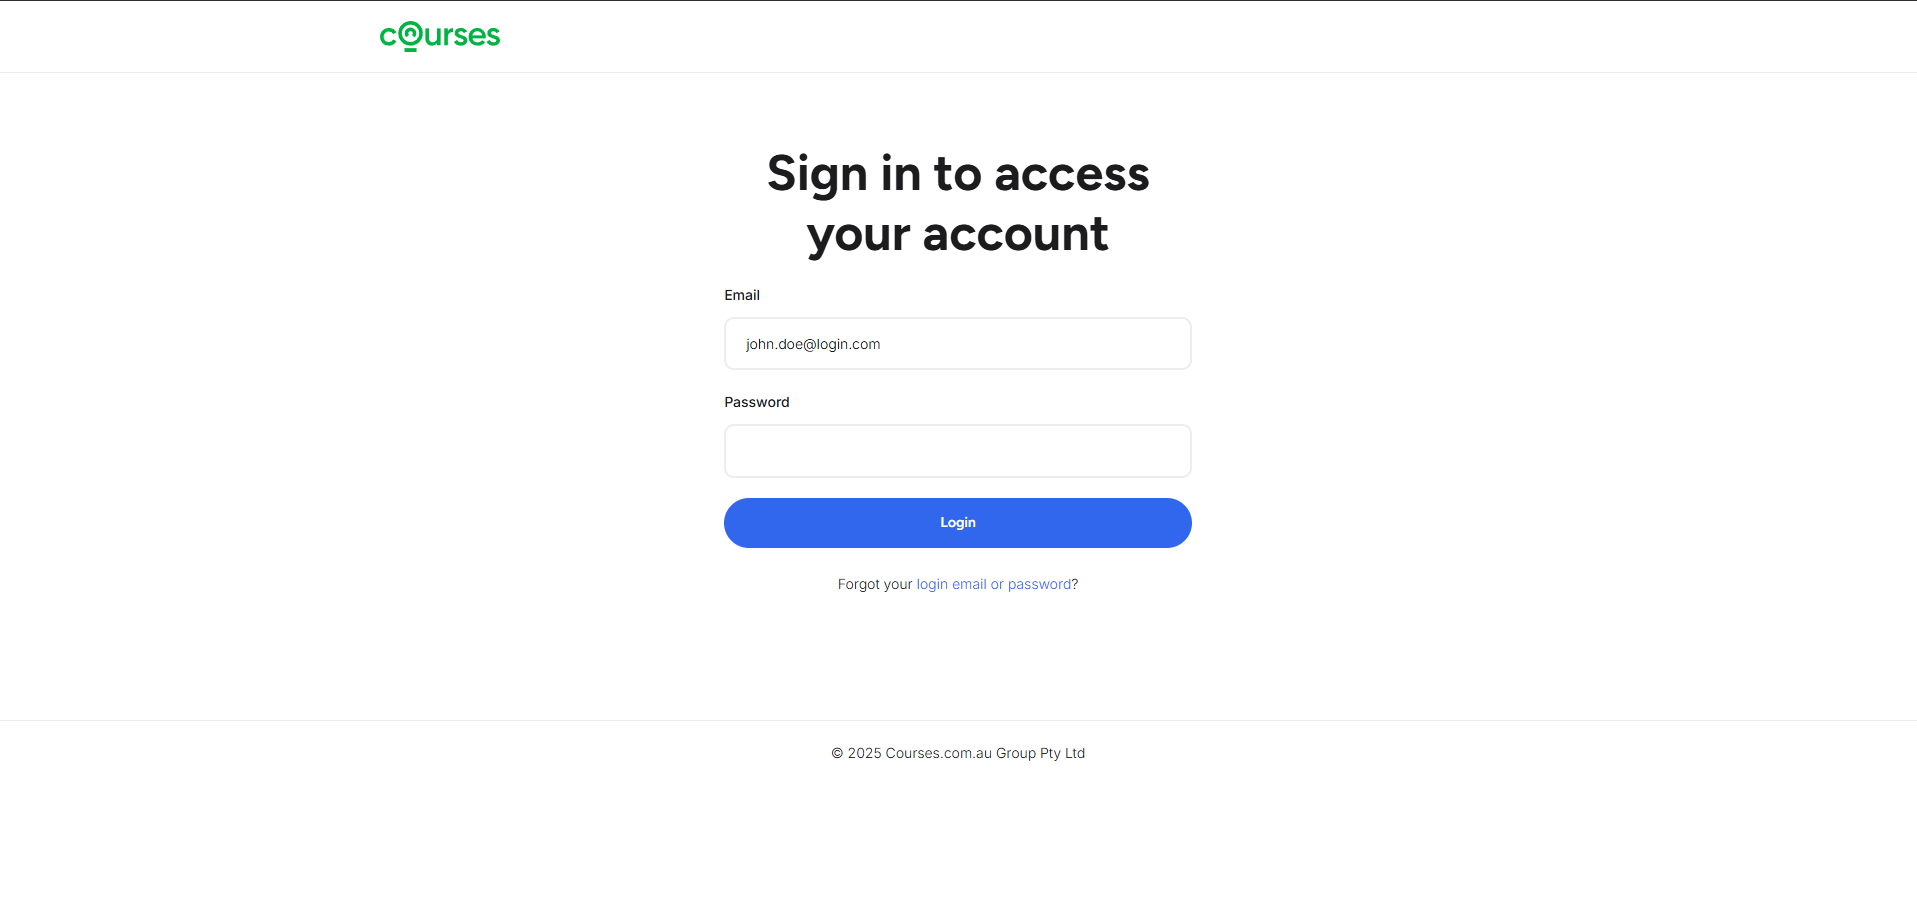 courses
Sign in to access
your account
Email
john.doe@login.com
Password
Login
Forgot your login email or password?
© 2025 Courses.com.au Group Pty Ltd